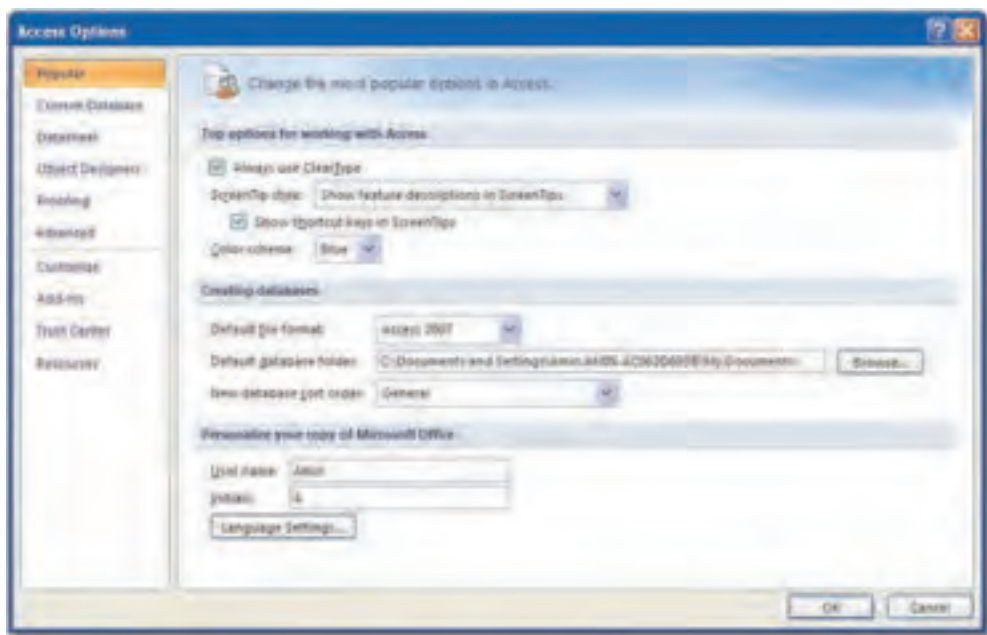 Access Options
Popular
Current Database
Datasheet
Object Designers
Proofing
Advanced
Customize
Add-ins
Trust Center
Resources
Change the most popular options in Access.
Top options for working with Access
Always use ClearType
ScreenTip style: Show feature descriptions in ScreenTips
Show shortcut keys in ScreenTips
Color scheme: Blue
Creating databases
Default file format: Access 2007
Default database folder: C:\Documents and Settings\ Documents\ Browse...
New database sort order: General
Personalize your copy of Microsoft Office
User name:
Initials:
Language Settings...
OK Cancel